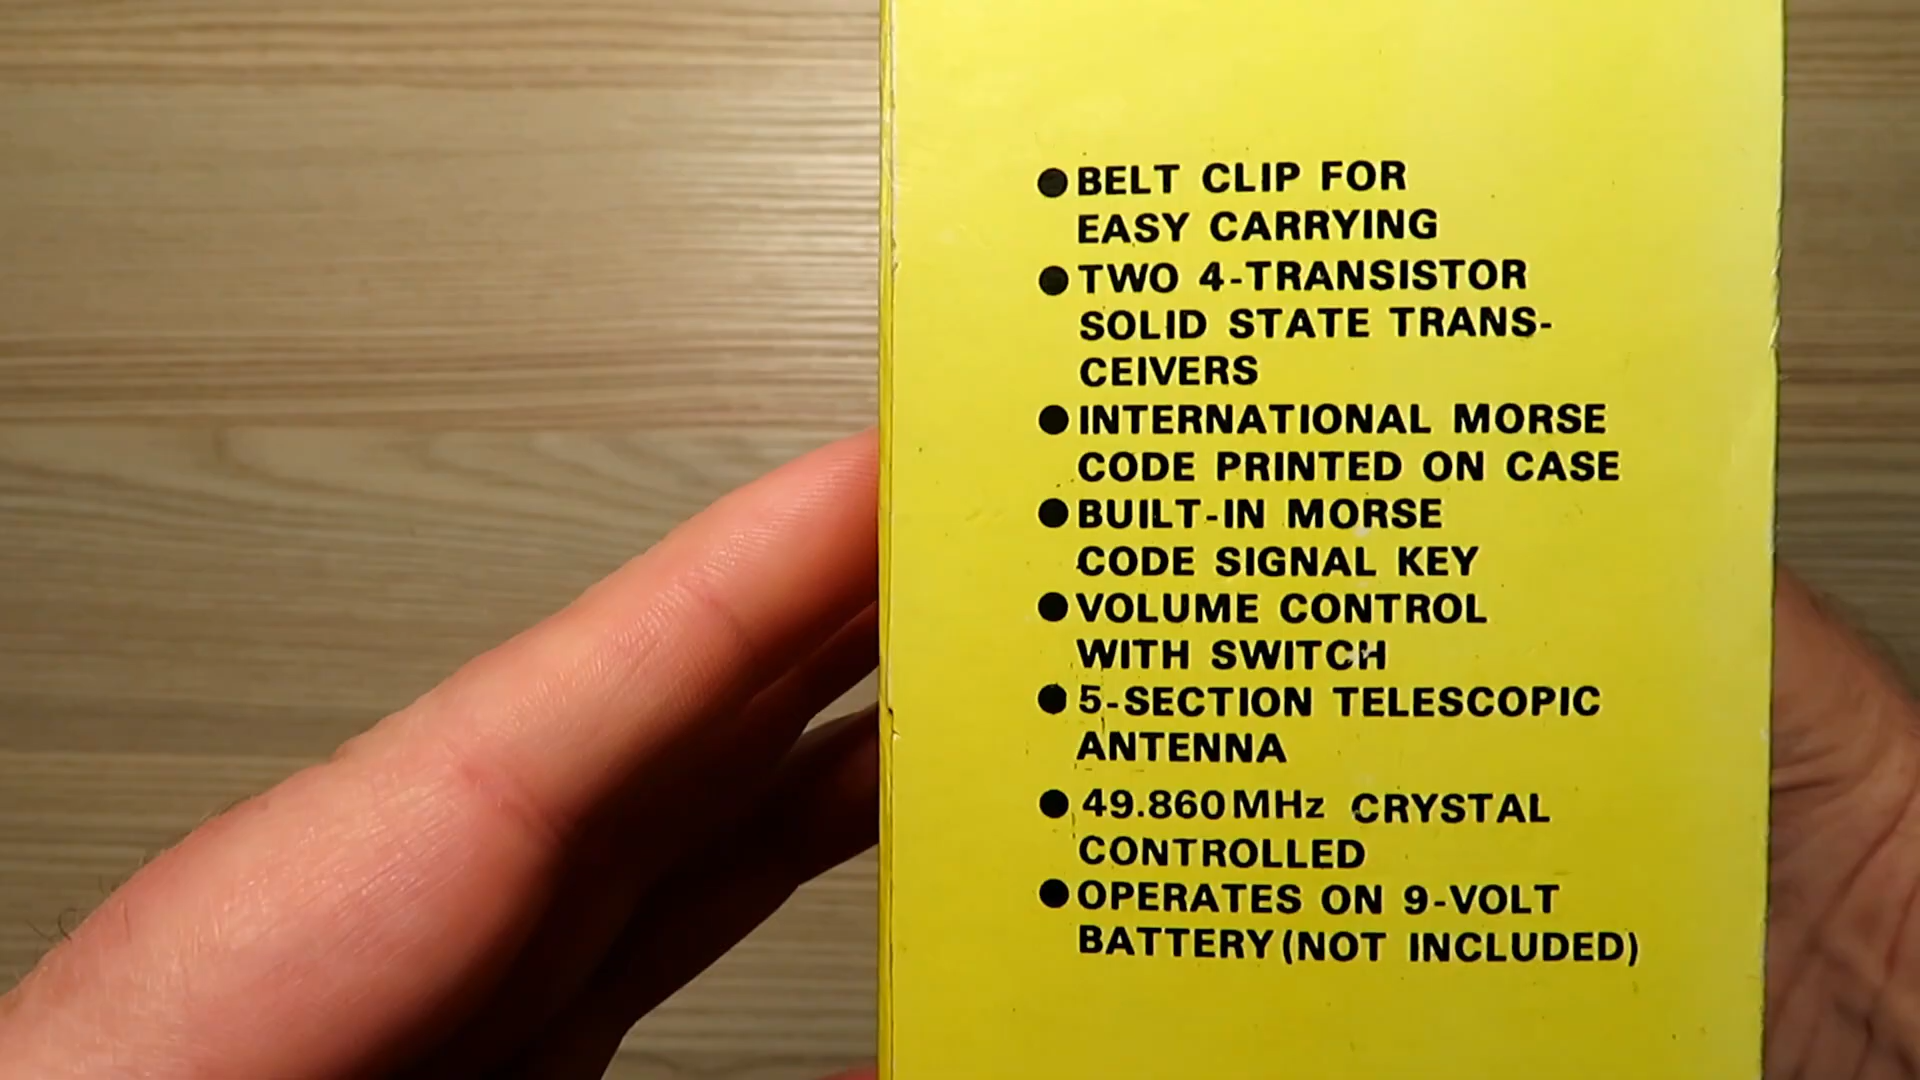 ● BELT CLIP FOR
EASY CARRYING
● TWO 4-TRANSISTOR
SOLID STATE TRANS-
CEIVERS
● INTERNATIONAL MORSE
CODE PRINTED ON CASE
● BUILT-IN MORSE
CODE SIGNAL KEY
● VOLUME CONTROL
WITH SWITCH
● 5-SECTION TELESCOPIC
ANTENNA
● 49.860MHz CRYSTAL
CONTROLLED
● OPERATES ON 9-VOLT
BATTERY(NOT INCLUDED)